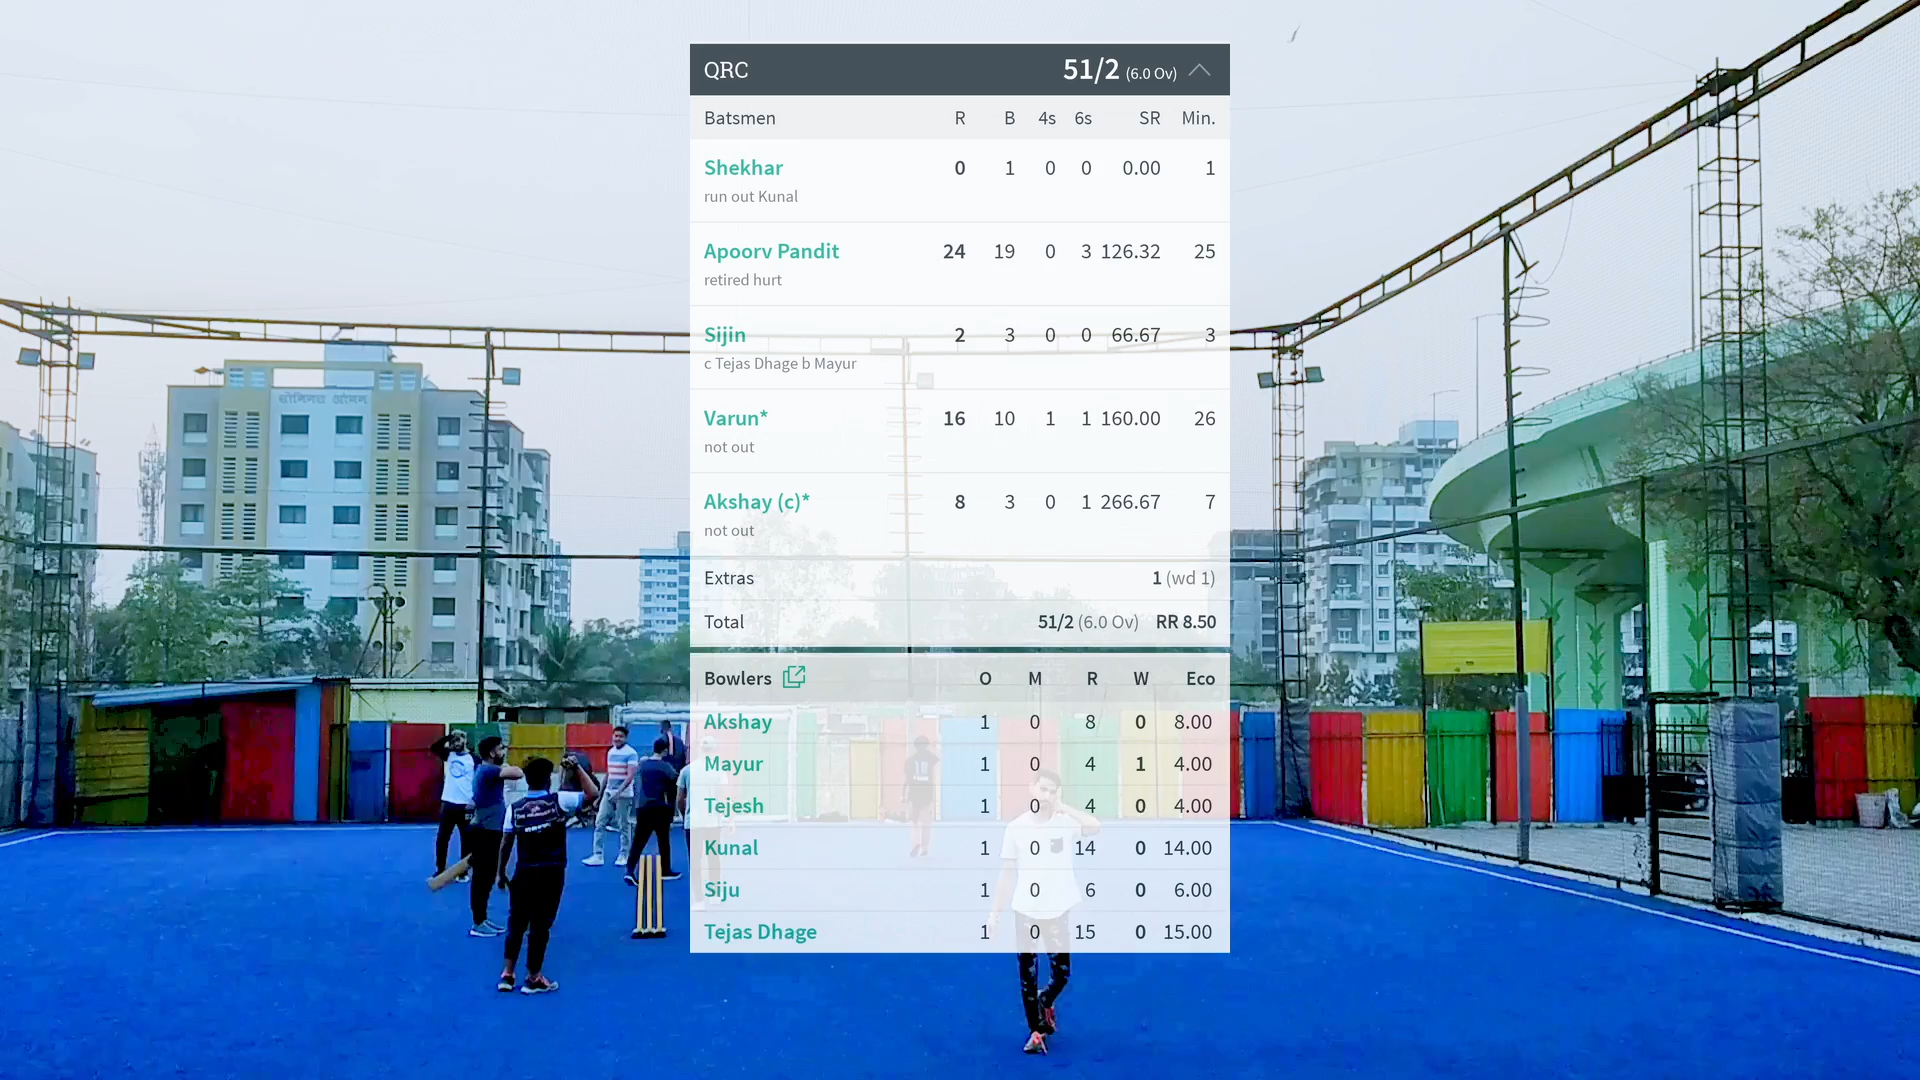 QRC 51/2 (6.0 Ov)
Batsmen R B 4s 6s SR Min.
Shekhar 0 1 0 0 0.00 1
run out Kunal
Apoorv Pandit 24 19 0 3 126.32 25
retired hurt
Sijin 2 3 0 0 66.67 3
c Tejas Dhage b Mayur
Varun* 16 10 1 1 160.00 26
not out
Akshay (c)* 8 3 0 1 266.67 7
not out
Extras 1 (wd 1)
Total 51/2 (6.0 Ov) RR 8.50
Bowlers O M R W Eco
Akshay 1 0 8 0 8.00
Mayur 1 0 4 1 4.00
Tejesh 1 0 4 0 4.00
Kunal 1 0 14 0 14.00
Siju 1 0 6 0 6.00
Tejas Dhage 1 0 15 0 15.00